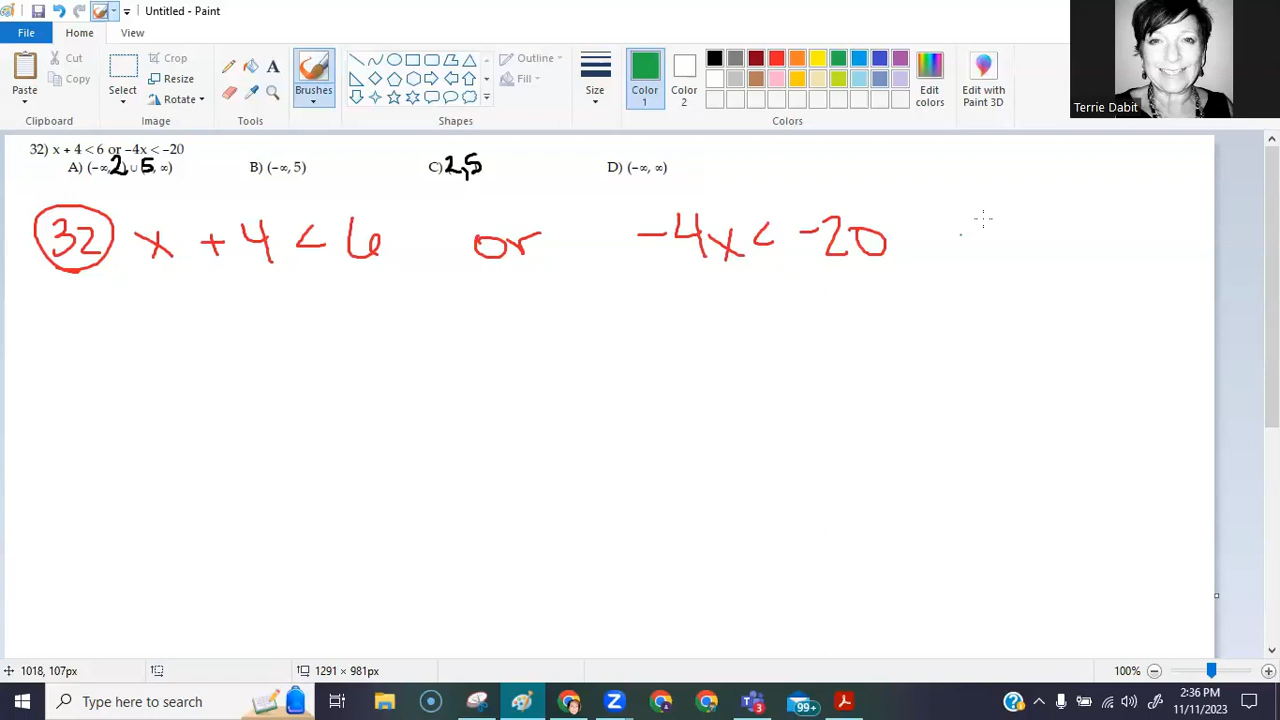 Untitled - Paint
File Home View
Paste Cut Copy Clipboard
Select Crop Resize Rotate Image
Tools
Brushes
Outline Fill Shapes
Size
Color 1 Color 2 Edit colors Edit with Paint 3D Colors
Terrie Dabit
32) x + 4 < 6 or -4x < -20
A) (-∞, 2) ∪ (5, ∞) B) (-∞, 5) C) 2,5 D) (-∞, ∞)
32 x + 4 < 6 or -4x < -20
1018, 107px 1291 × 981px 100%
Type here to search 3 99+ 2:36 PM
11/11/2023